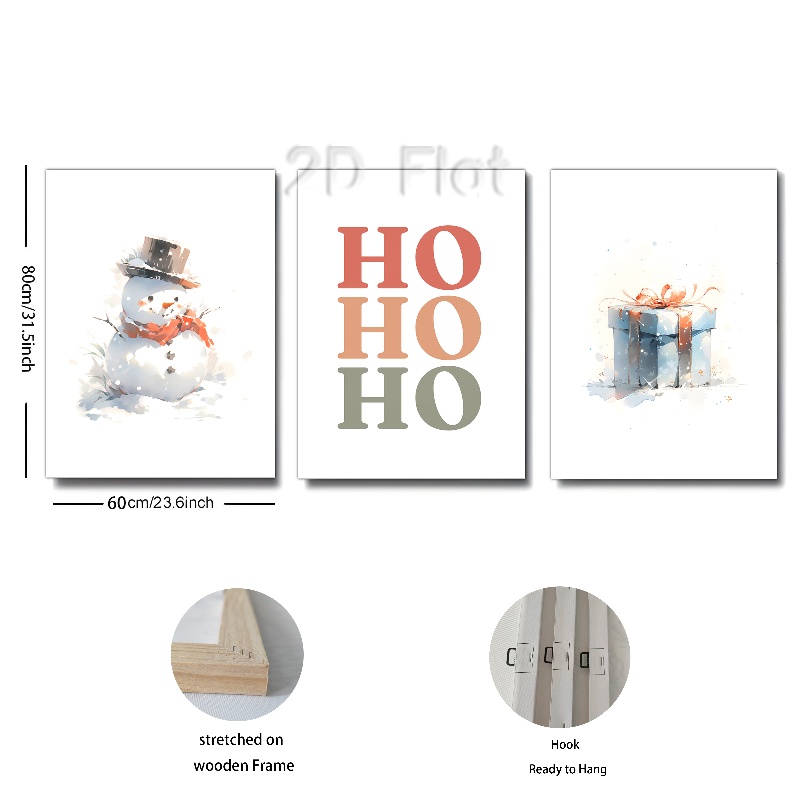 2D Flat
80cm/31.5inch
HO
HO
HO
60cm/23.6inch
stretched on
wooden Frame
Hook
Ready to Hang